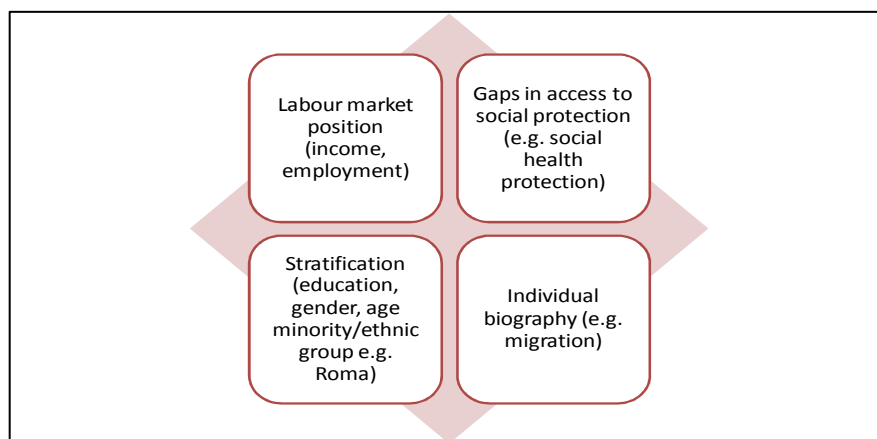 Labour market
position
(income,
employment)
Gaps in access to
social protection
(e.g. social
health
protection)
Stratification
(education,
gender, age
minority/ethnic
group e.g.
Roma)
Individual
biography (e.g.
migration)